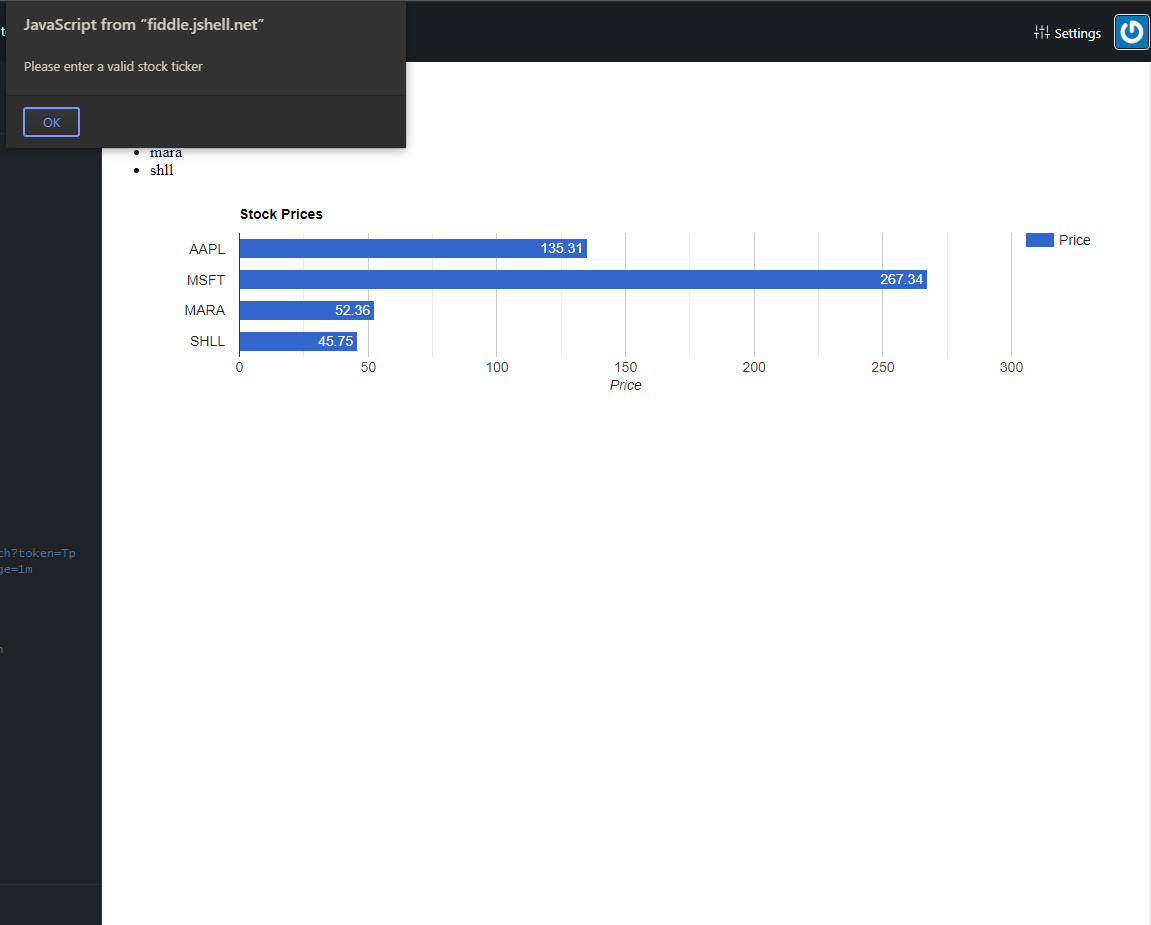 JavaScript from “fiddle.jshell.net”
Settings
Please enter a valid stock ticker
OK
mara
shll
Stock Prices
AAPL 135.31
Price
MSFT 267.34
MARA 52.36
SHLL 45.75
0 50 100 150 200 250 300
Price
ch?token=Tp
ge=1m